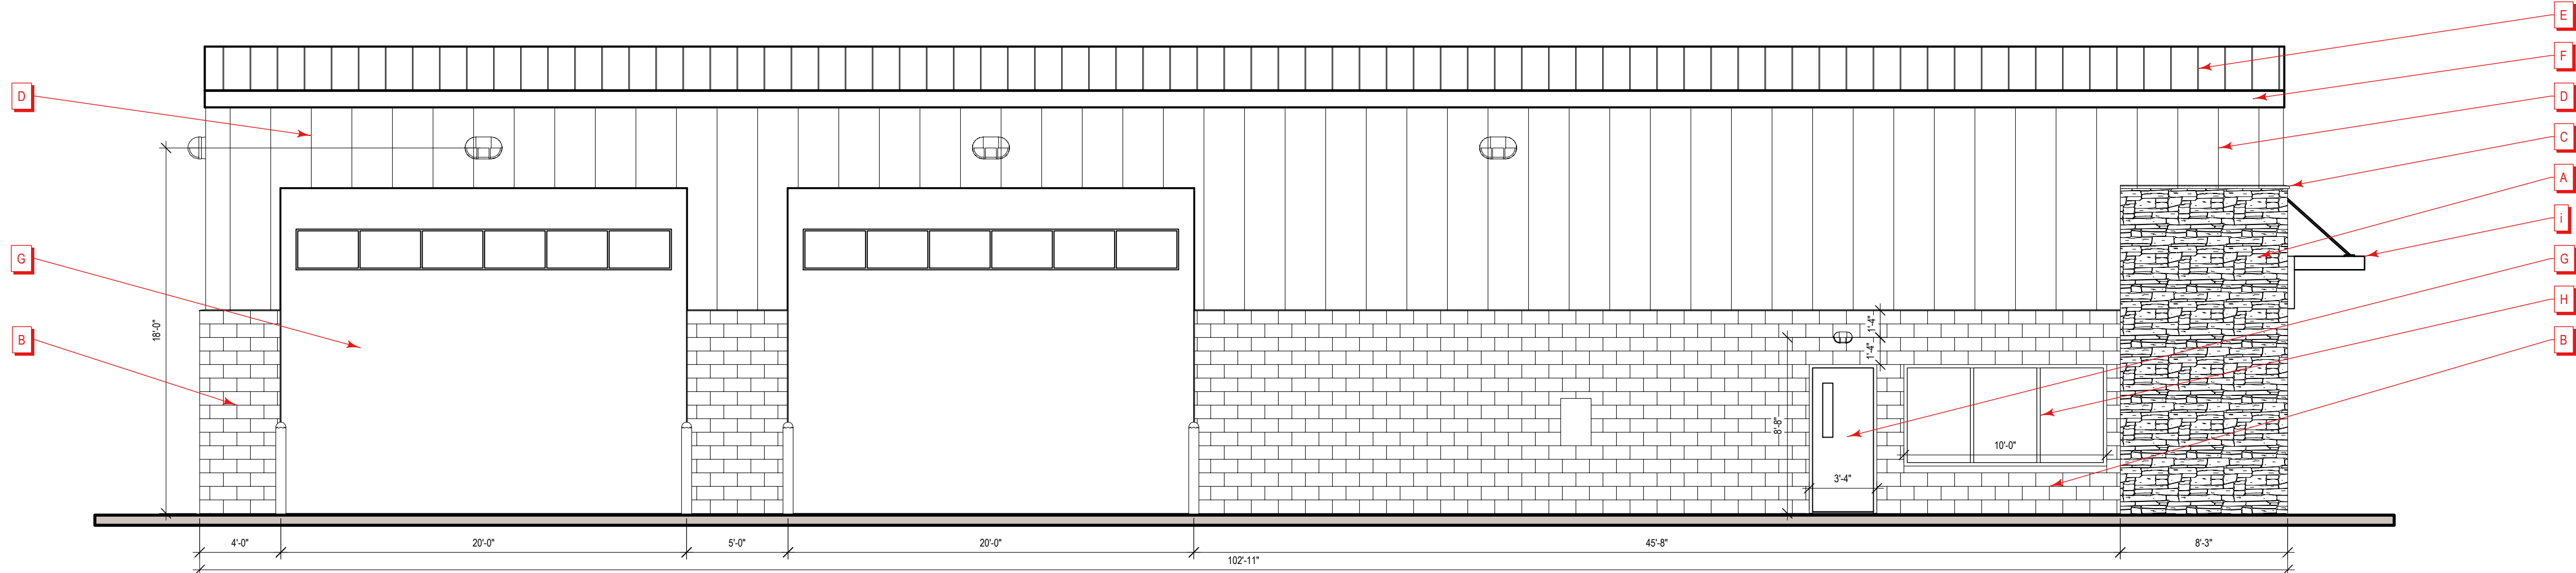 E
F
D
D
C
A
i
G
G
H
B
B
18'-0"
1'-4"
1'-4"
8'-8"
10'-0"
3'-4"
4'-0"
20'-0"
5'-0"
20'-0"
45'-8"
8'-3"
102'-11"